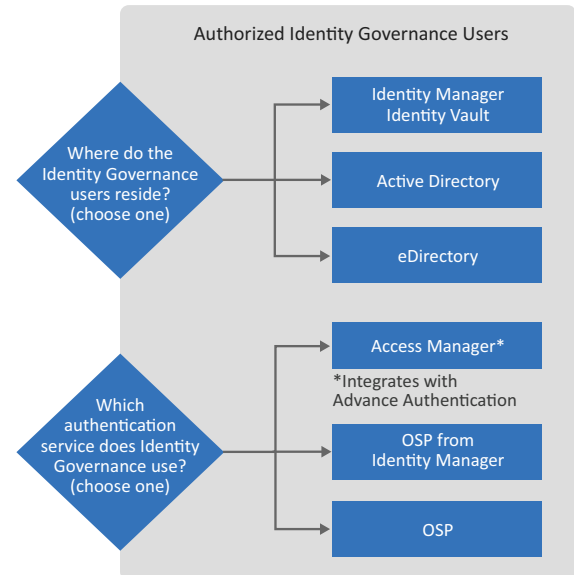 Authorized Identity Governance Users
Where do the
Identity Governance
users reside?
(choose one)
Identity Manager
Identity Vault
Active Directory
eDirectory
Which
authentication
service does Identity
Governance use?
(choose one)
Access Manager*
*Integrates with
Advance Authentication
OSP from
Identity Manager
OSP